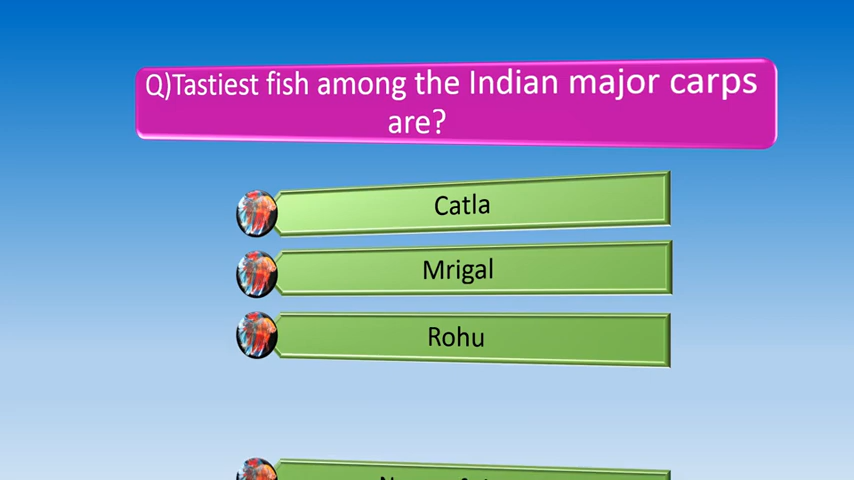 Q)Tastiest fish among the Indian major carps
are?
Catla
Mrigal
Rohu